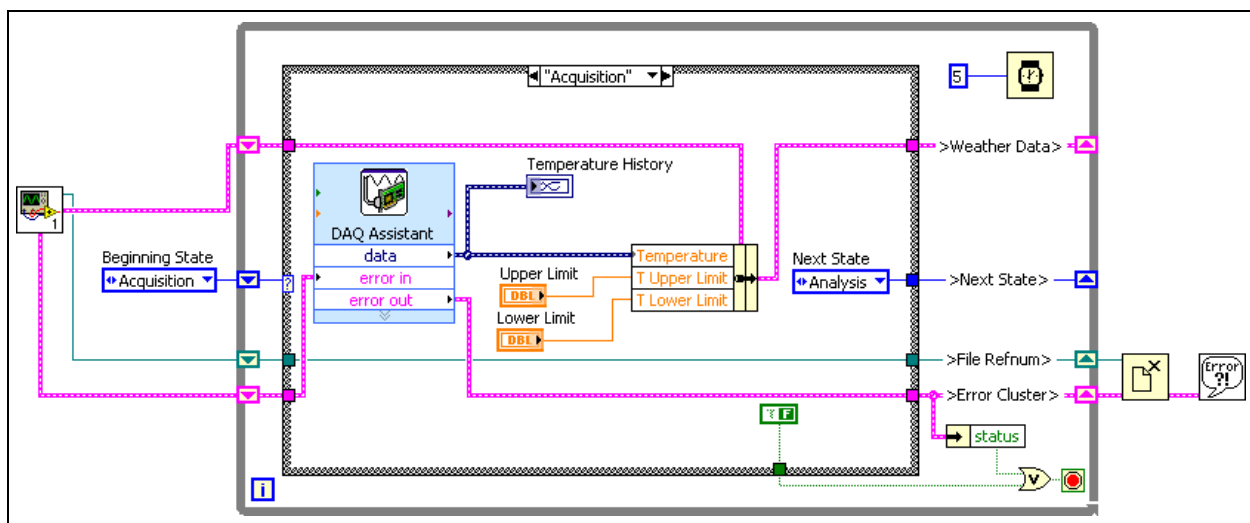 "Acquisition"
5
>Weather Data>
Temperature History
1
DAQ Assistant
data
error in
error out
Beginning State
Acquisition
?
Upper Limit
DBL
Lower Limit
DBL
Temperature
T Upper Limit
T Lower Limit
Next State
Analysis
>Next State>
>File Refnum>
>Error Cluster>
Error
?!
? F
status
V
i